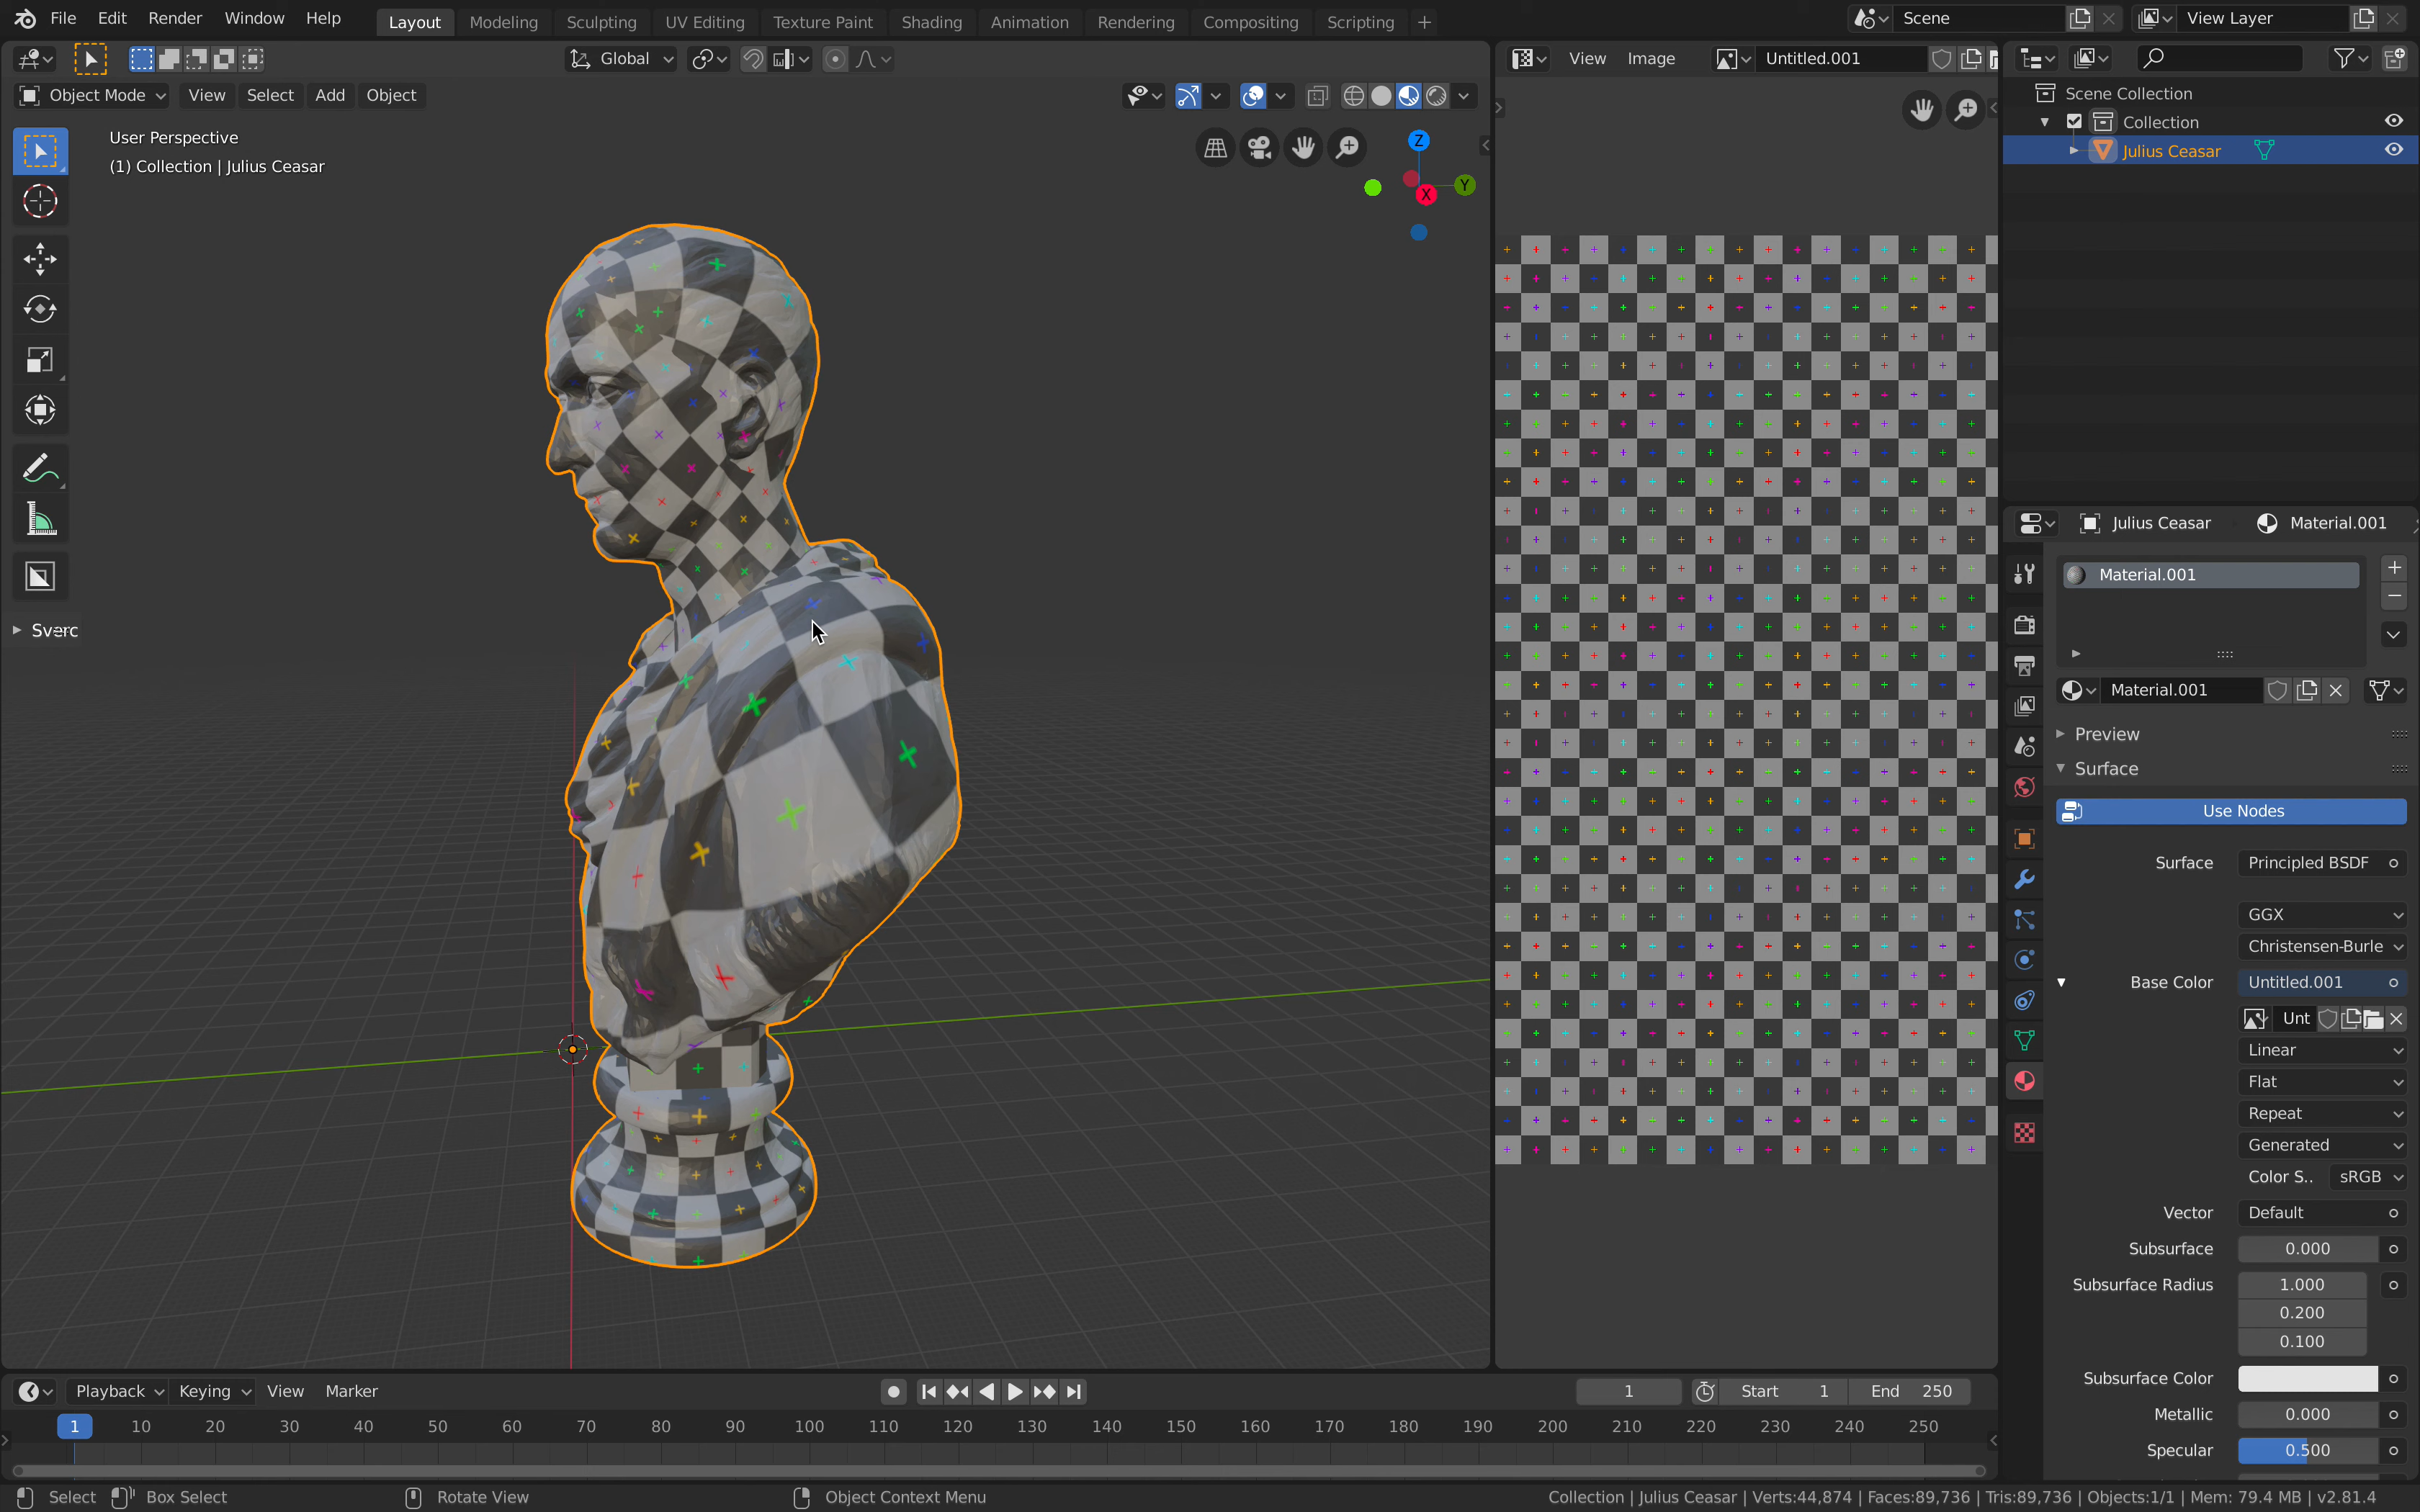 File Edit Render Window Help Layout Modeling Sculpting UV Editing Texture Paint Shading Animation Rendering Compositing Scripting + Scene View Layer
Global View Image Untitled.001
Object Mode View Select Add Object
User Perspective
(1) Collection | Julius Ceasar
Z
Y
X
Scene Collection
Collection
Julius Ceasar
Julius Ceasar Material.001
Material.001
Material.001
Preview
Surface
Use Nodes
Surface Principled BSDF
GGX
Christensen-Burle
Base Color Untitled.001
Unt
Linear
Flat
Repeat
Generated
Color S.. sRGB
Vector Default
Subsurface 0.000
Subsurface Radius 1.000
0.200
0.100
Subsurface Color
Metallic 0.000
Specular 0.500
Playback Keying View Marker 1 Start 1 End 250
1 10 20 30 40 50 60 70 80 90 100 110 120 130 140 150 160 170 180 190 200 210 220 230 240 250
Select Box Select Rotate View Object Context Menu Collection | Julius Ceasar | Verts:44,874 | Faces:89,736 | Tris:89,736 | Objects:1/1 | Mem: 79.4 MB | v2.81.4